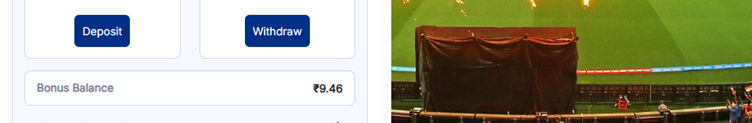 Deposit
Withdraw
Bonus Balance
₹9.46